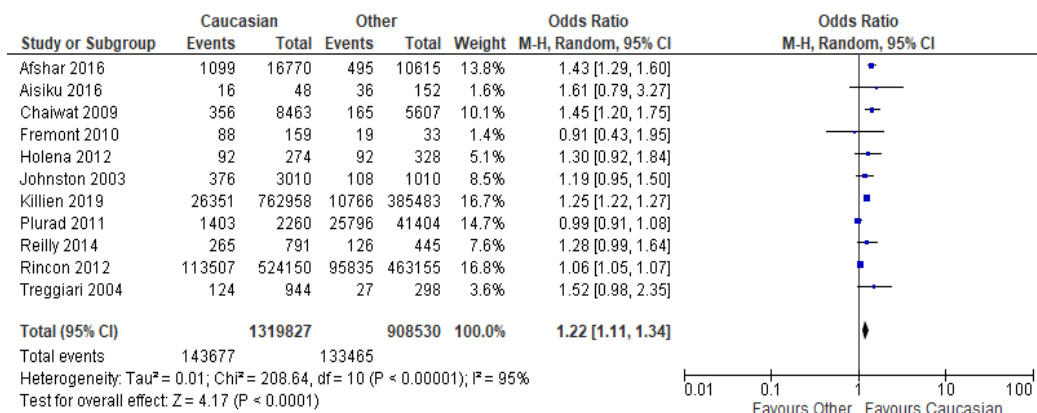 Caucasian Other Odds Ratio Odds Ratio
Study or Subgroup Events Total Events Total Weight M-H, Random, 95% CI M-H, Random, 95% CI
Afshar 2016 1099 16770 495 10615 13.8% 1.43 [1.29, 1.60]
Aisiku 2016 16 48 36 152 1.6% 1.61 [0.79, 3.27]
Chaiwat 2009 356 8463 165 5607 10.1% 1.45 [1.20, 1.75]
Fremont 2010 88 159 19 33 1.4% 0.91 [0.43, 1.95]
Holena 2012 92 274 92 328 5.1% 1.30 [0.92, 1.84]
Johnston 2003 376 3010 108 1010 8.5% 1.19 [0.95, 1.50]
Killien 2019 26351 762958 10766 385483 16.7% 1.25 [1.22, 1.27]
Plurad 2011 1403 2260 25796 41404 14.7% 0.99 [0.91, 1.08]
Reilly 2014 265 791 126 445 7.6% 1.28 [0.99, 1.64]
Rincon 2012 113507 524150 95835 463155 16.8% 1.06 [1.05, 1.07]
Treggiari 2004 124 944 27 298 3.6% 1.52 [0.98, 2.35]
Total (95% CI) 1319827 908530 100.0% 1.22 [1.11, 1.34]
Total events 143677 133465
Heterogeneity: Tau² = 0.01; Chi² = 208.64, df = 10 (P < 0.00001); I² = 95%
Test for overall effect: Z = 4.17 (P < 0.0001)
0.01 0.1 1 10 100
Favours Other Favours Caucasian